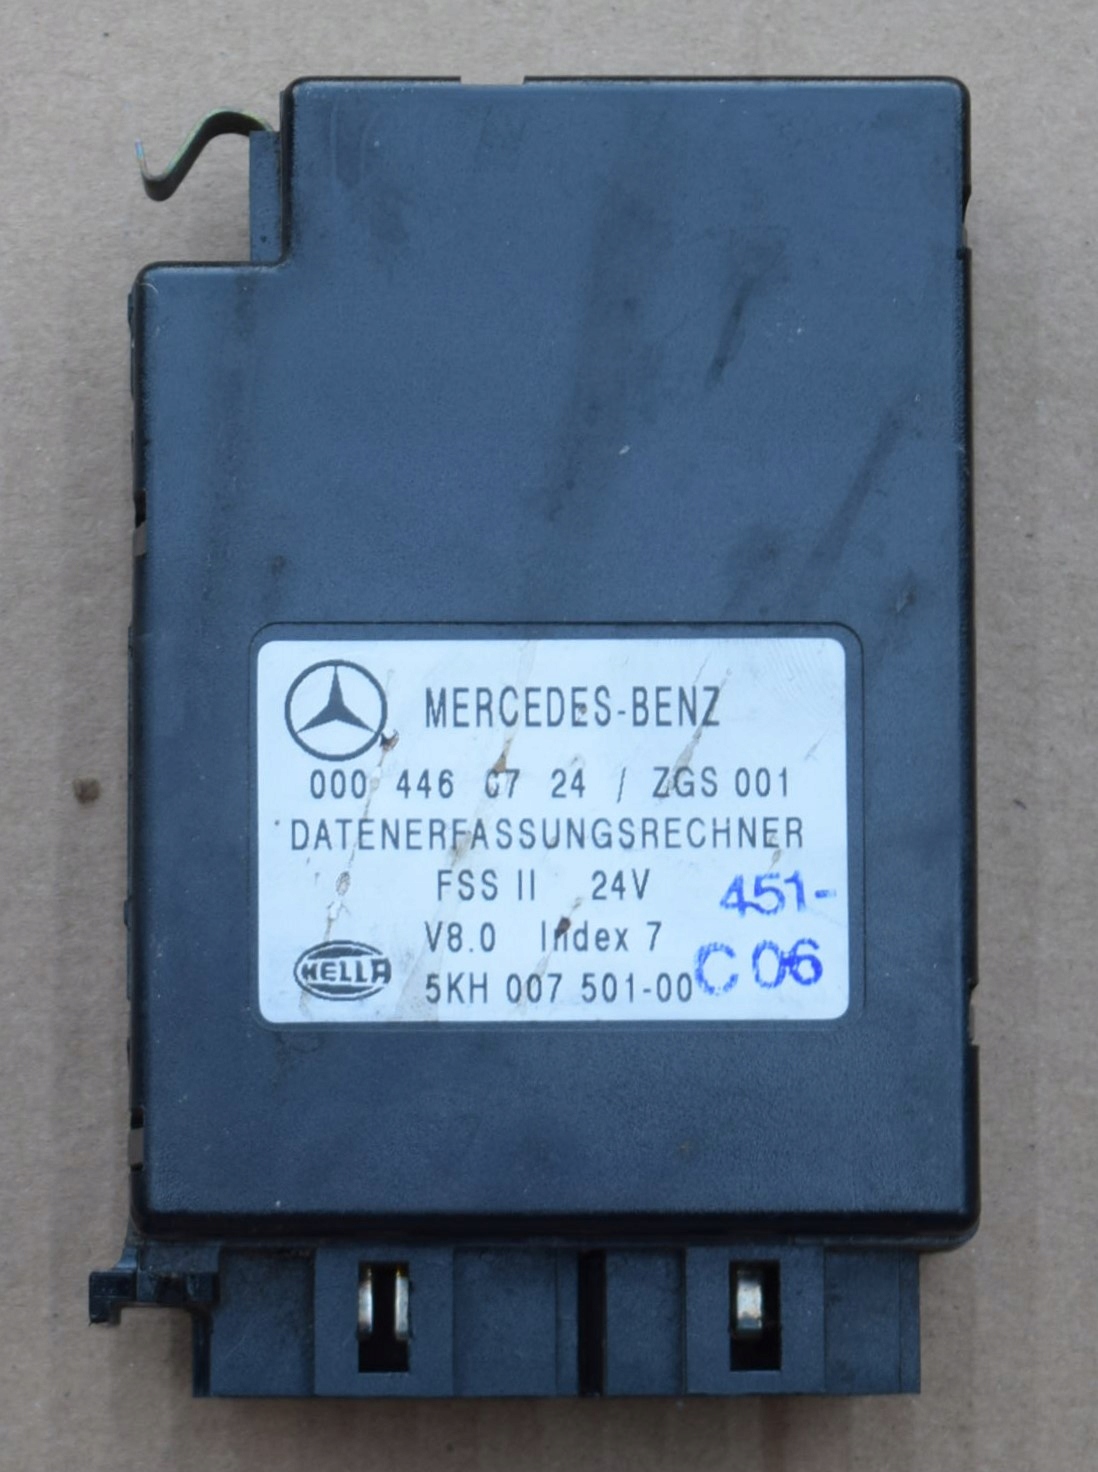 MERCEDES-BENZ
000 446 07 24 / ZGS 001
DATENERFASSUNGSRECHNER
FSS II 24V
451-
V8.0 Index 7
C 06
HELLA
5KH 007 501-00